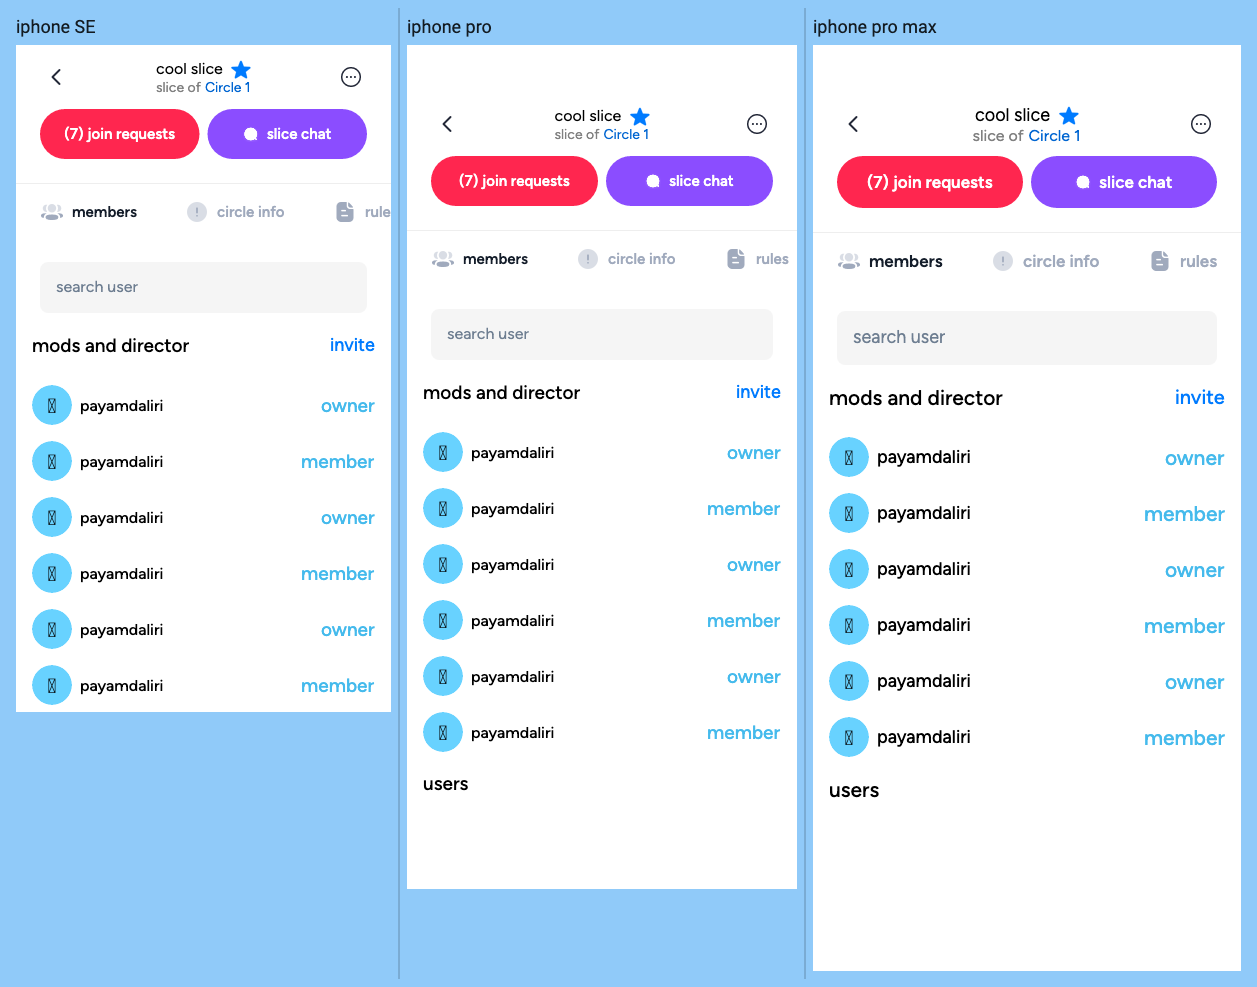 iphone SE
cool slice
slice of Circle 1
(7) join requests
slice chat
members
circle info
rule
search user
mods and director
invite
payamdaliri
owner
payamdaliri
member
payamdaliri
owner
payamdaliri
member
payamdaliri
owner
payamdaliri
member
iphone pro
cool slice
slice of Circle 1
(7) join requests
slice chat
members
circle info
rules
search user
mods and director
invite
payamdaliri
owner
payamdaliri
member
payamdaliri
owner
payamdaliri
member
payamdaliri
owner
payamdaliri
member
users
iphone pro max
cool slice
slice of Circle 1
(7) join requests
slice chat
members
circle info
rules
search user
mods and director
invite
payamdaliri
owner
payamdaliri
member
payamdaliri
owner
payamdaliri
member
payamdaliri
owner
payamdaliri
member
users